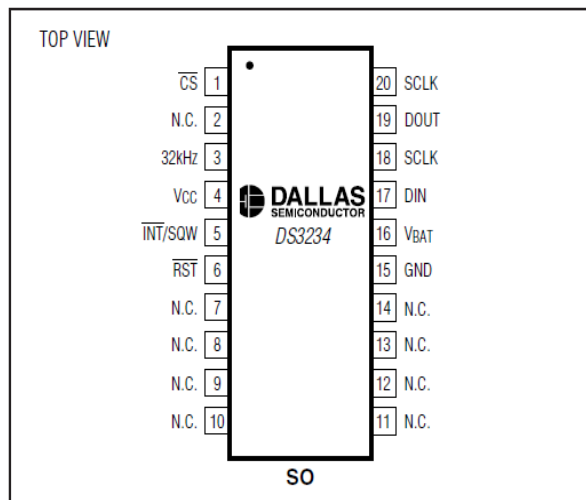 TOP VIEW
CS 1 20 SCLK
N.C. 2 19 DOUT
32kHz 3 18 SCLK
VCC 4 17 DIN
INT/SQW 5 16 VBAT
RST 6 15 GND
N.C. 7 14 N.C.
N.C. 8 13 N.C.
N.C. 9 12 N.C.
N.C. 10 11 N.C.
DALLAS
SEMICONDUCTOR
DS3234
SO